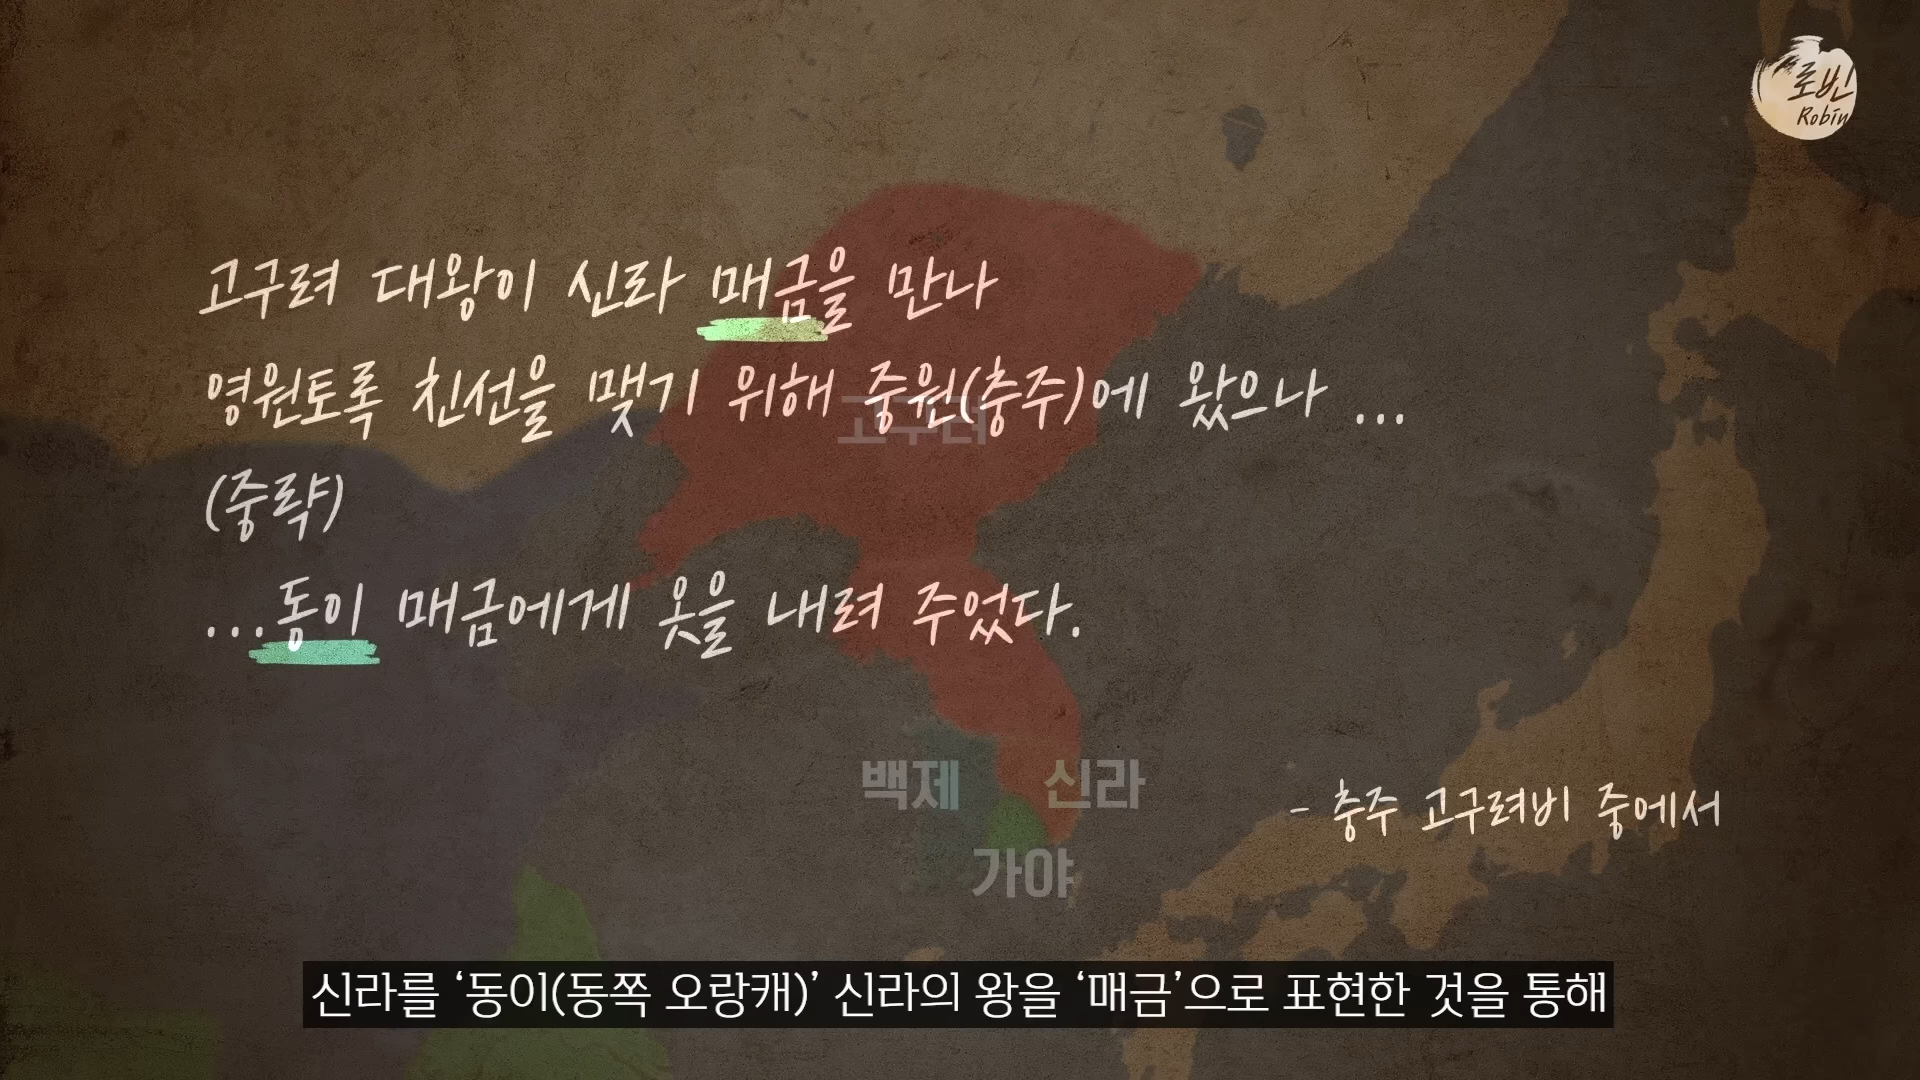 로빈
Robin
고구려 대왕이 신라 매금을 만나
영원토록 친선을 맺기 위해 중원(충주)에 왔으나 ...
고구려
(중략)
...동이 매금에게 옷을 내려 주었다.
백제 신라
- 충주 고구려비 중에서
가야
신라를 ‘동이(동쪽 오랑캐)’ 신라의 왕을 ‘매금’으로 표현한 것을 통해